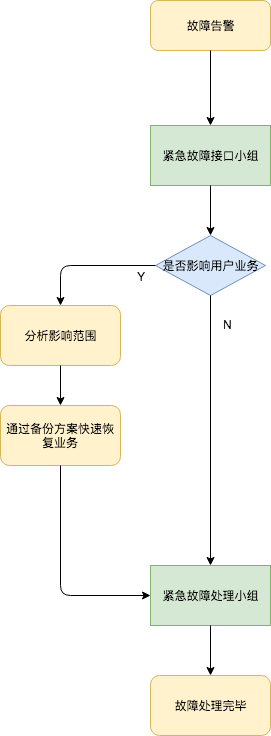 故障告警
紧急故障接口小组
是否影响用户业务
Y
N
分析影响范围
通过备份方案快速恢
复业务
紧急故障处理小组
故障处理完毕